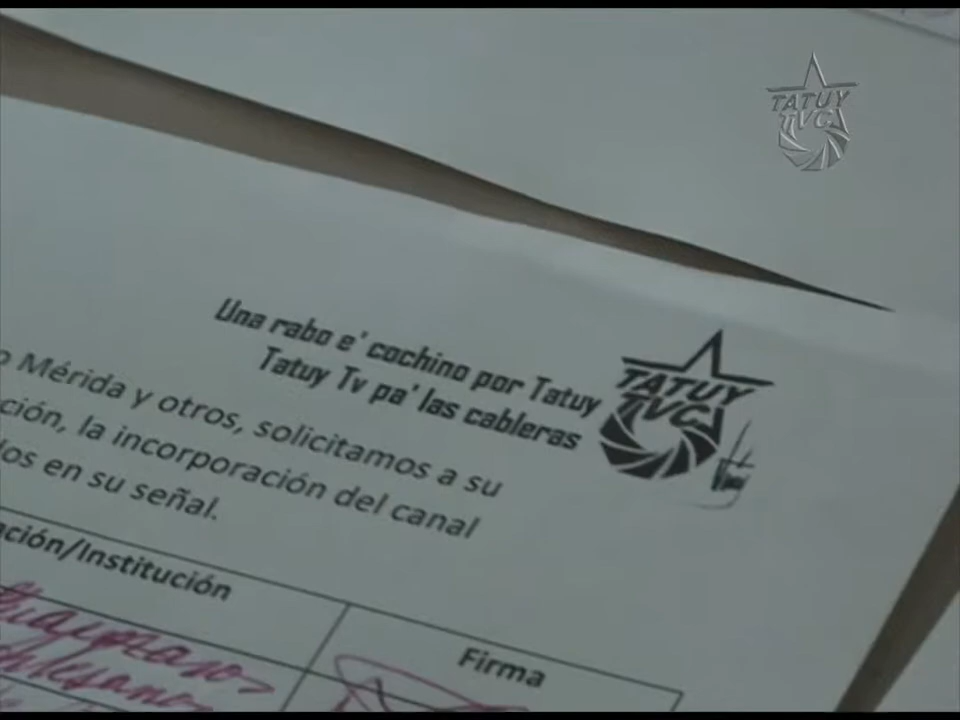 TATUY
TVC
Una rabo e' cochino por Tatuy
Tatuy Tv pa' las cableras
TATUY
TVC
o Mérida y otros, solicitamos a su
ción, la incorporación del canal
dos en su señal.
ación/Institución
Firma